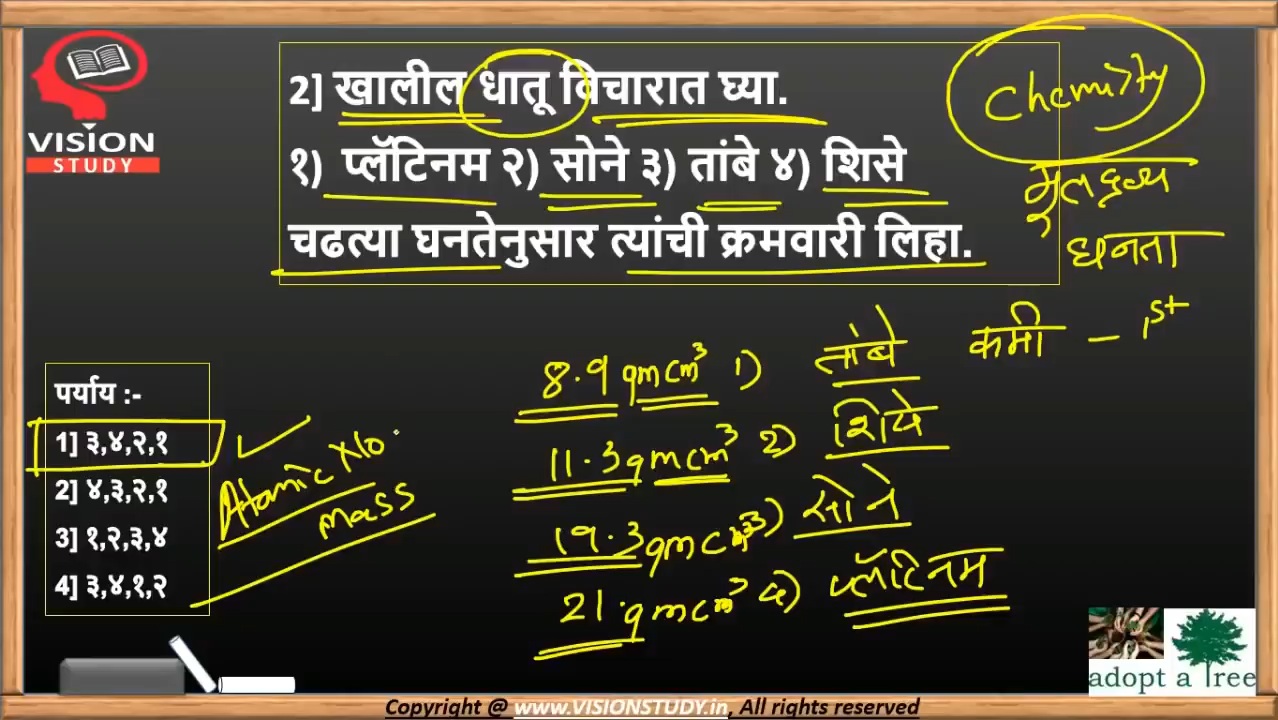 VISION
STUDY
2] खालील धातू विचारात घ्या.
१) प्लॅटिनम २) सोने ३) तांबे ४) शिसे
चढत्या घनतेनुसार त्यांची क्रमवारी लिहा.
Chemistry
मूलद्रव्य
घनता
पर्याय :-
1] ३,४,२,१
2] ४,३,२,१
3] १,२,३,४
4] ३,४,१,२
Atomic
mass
8.9 gmcm³ 1) तांबे कमी - 1st
11.3 gmcm³ 2) शिसे
19.3 gmcm³ 3) सोने
21. gmcm³ ४) प्लॅटिनम
adopt a Tree
Copyright @ www.VISIONSTUDY.in, All rights reserved